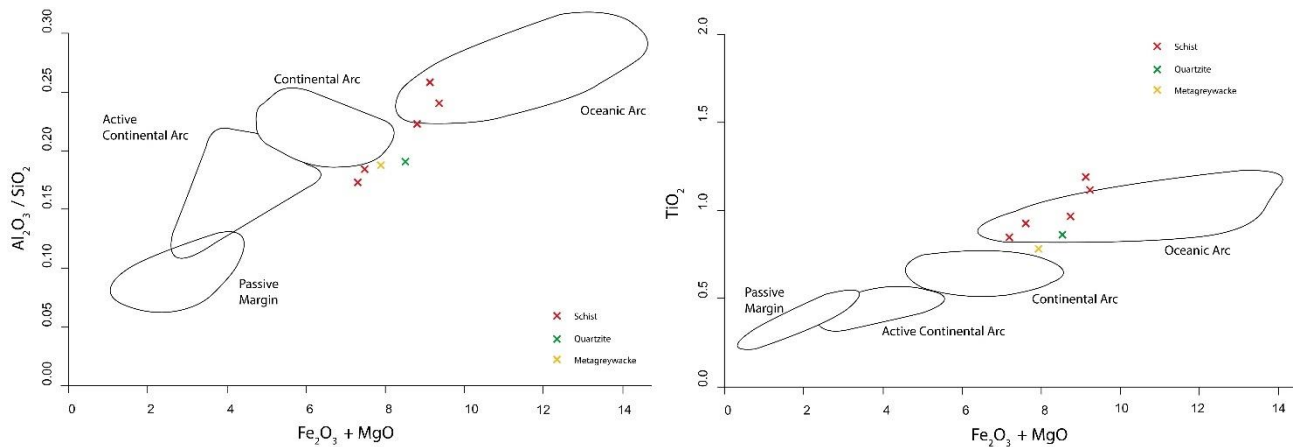 0.30
0.25
0.20
0.15
0.10
0.05
0.00
Al₂O₃ / SiO₂
Continental Arc
Active
Continental Arc
Oceanic Arc
Passive
Margin
Schist
Quartzite
Metagreywacke
0 2 4 6 8 10 12 14
Fe₂O₃ + MgO
2.0
1.5
1.0
0.5
0.0
TiO₂
Schist
Quartzite
Metagreywacke
Oceanic Arc
Passive
Margin
Continental Arc
Active Continental Arc
0 2 4 6 8 10 12 14
Fe₂O₃ + MgO